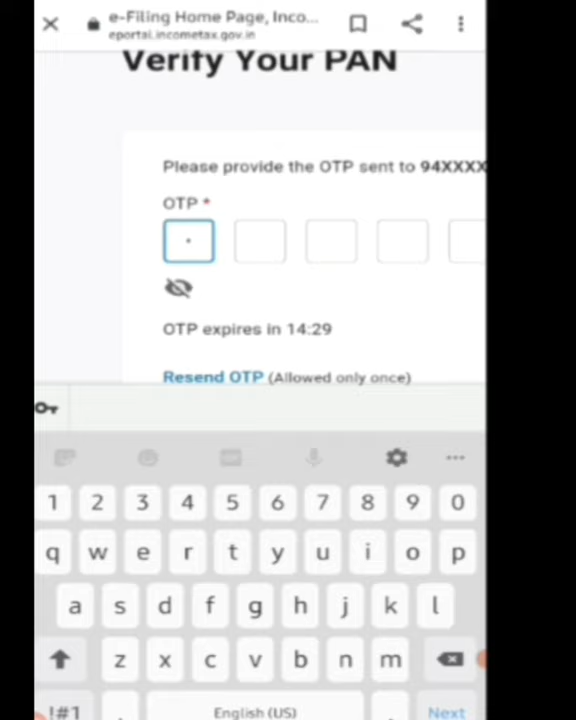 e-Filing Home Page, Inco...
eportal.incometax.gov.in
Verify Your PAN
Please provide the OTP sent to 94XXXX
OTP *
OTP expires in 14:29
Resend OTP (Allowed only once)
1 2 3 4 5 6 7 8 9 0
q w e r t y u i o p
a s d f g h j k l
z x c v b n m
!#1 , English (US) . Next